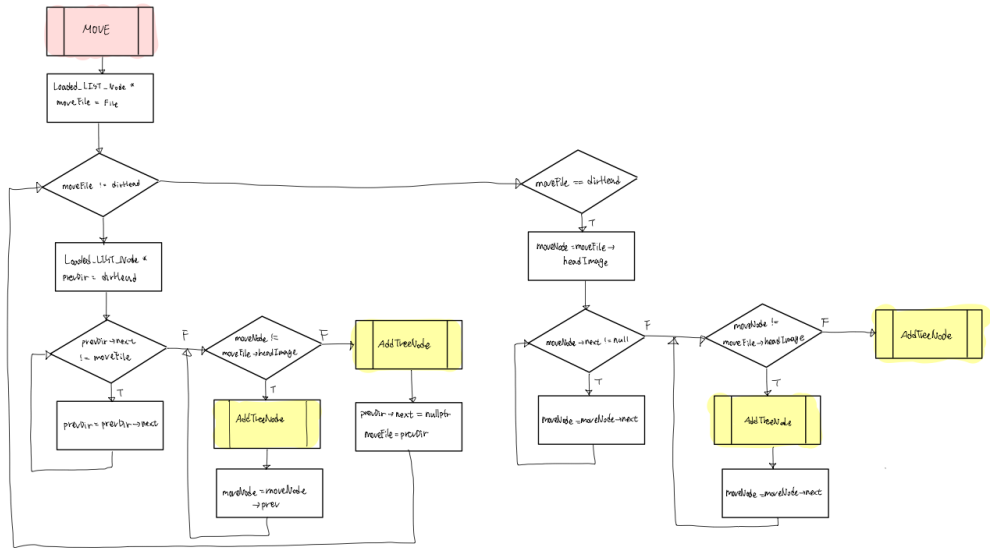 MOVE
Loaded_LIST_Node *
moveFile = File
moveFile != dirHead
Loaded_LIST_Node *
prevDir = dirHead
prevDir→next
!= moveFile
F
T
prevDir = prevDir→next
moveNode !=
moveFile→headImage
F
T
AddTreeNode
moveNode = moveNode
→prev
AddTreeNode
prevDir→next = nullptr
moveFile = prevDir
moveFile == dirHead
T
moveNode = moveFile→
headImage
moveNode→next != null
F
T
moveNode = moveNode→next
moveNode !=
moveFile→headImage
F
T
AddTreeNode
moveNode = moveNode→next
AddTreeNode